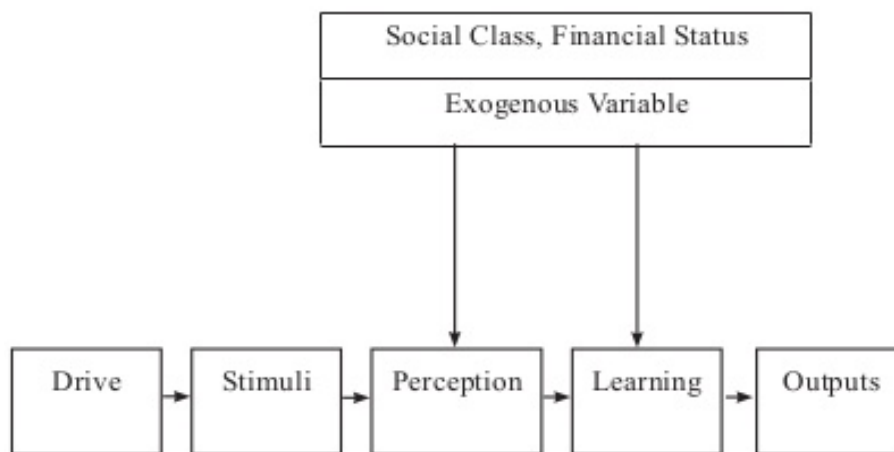 Social Class, Financial Status
Exogenous Variable
Drive
Stimuli
Perception
Learning
Outputs